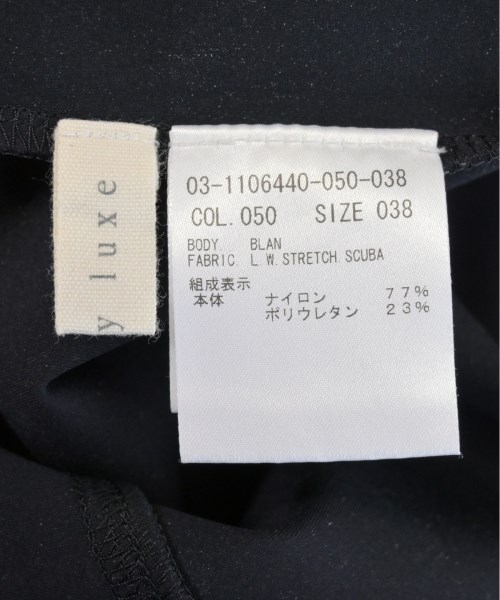 y luxe
03-1106440-050-038
COL.050 SIZE 038
BODY. BLAN
FABRIC. L.W.STRETCH.SCUBA
組成表示
本体 ナイロン 77%
ポリウレタン 23%